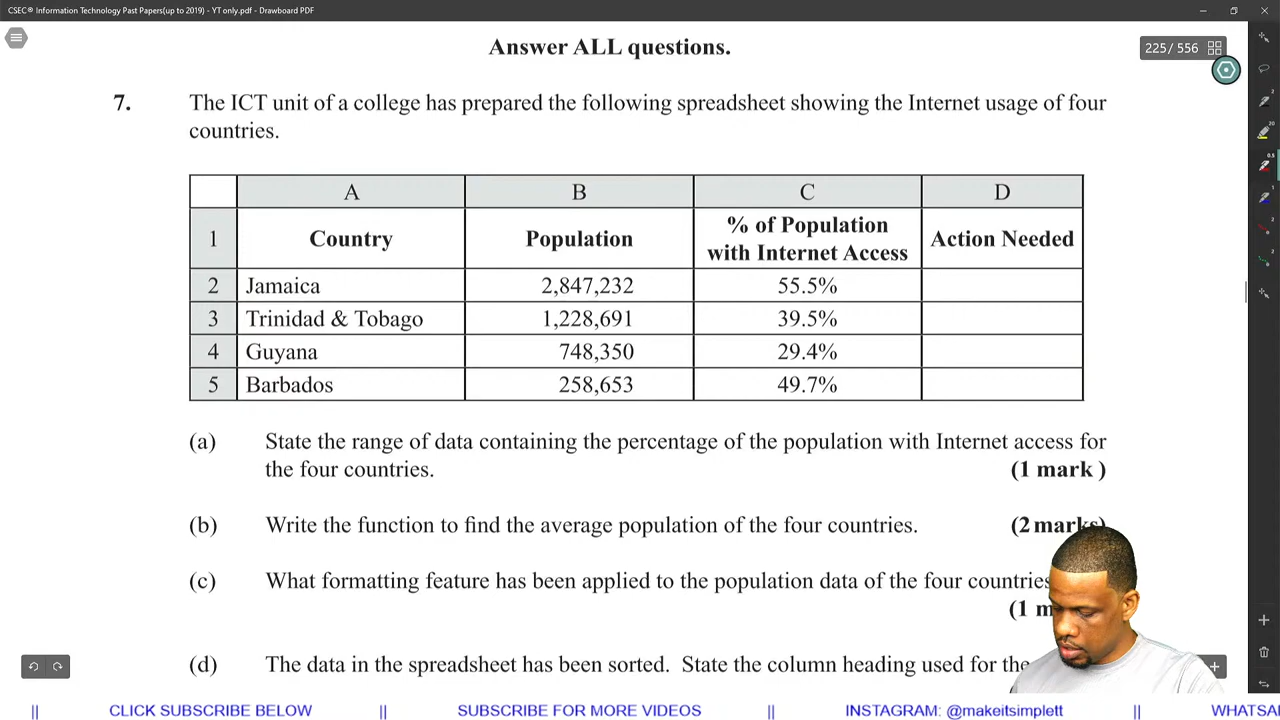 CSEC® Information Technology Past Papers(up to 2019) - YT only.pdf - Drawboard PDF
Answer ALL questions.
225/ 556
7. The ICT unit of a college has prepared the following spreadsheet showing the Internet usage of four
countries.
A B C D
1 Country Population % of Population with Internet Access Action Needed
2 Jamaica 2,847,232 55.5%
3 Trinidad & Tobago 1,228,691 39.5%
4 Guyana 748,350 29.4%
5 Barbados 258,653 49.7%
(a) State the range of data containing the percentage of the population with Internet access for
the four countries. (1 mark )
(b) Write the function to find the average population of the four countries. (2 marks)
(c) What formatting feature has been applied to the population data of the four countries
(1 m
(d) The data in the spreadsheet has been sorted. State the column heading used for the
|| CLICK SUBSCRIBE BELOW || SUBSCRIBE FOR MORE VIDEOS || INSTAGRAM: @makeitsimplett || WHATSA